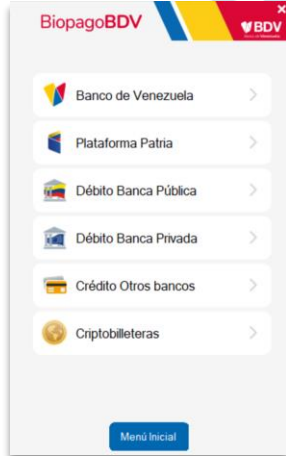 BiopagoBDV
BDV
Banco de Venezuela
Plataforma Patria
Débito Banca Pública
Débito Banca Privada
Crédito Otros bancos
Criptobilleteras
Menú Inicial